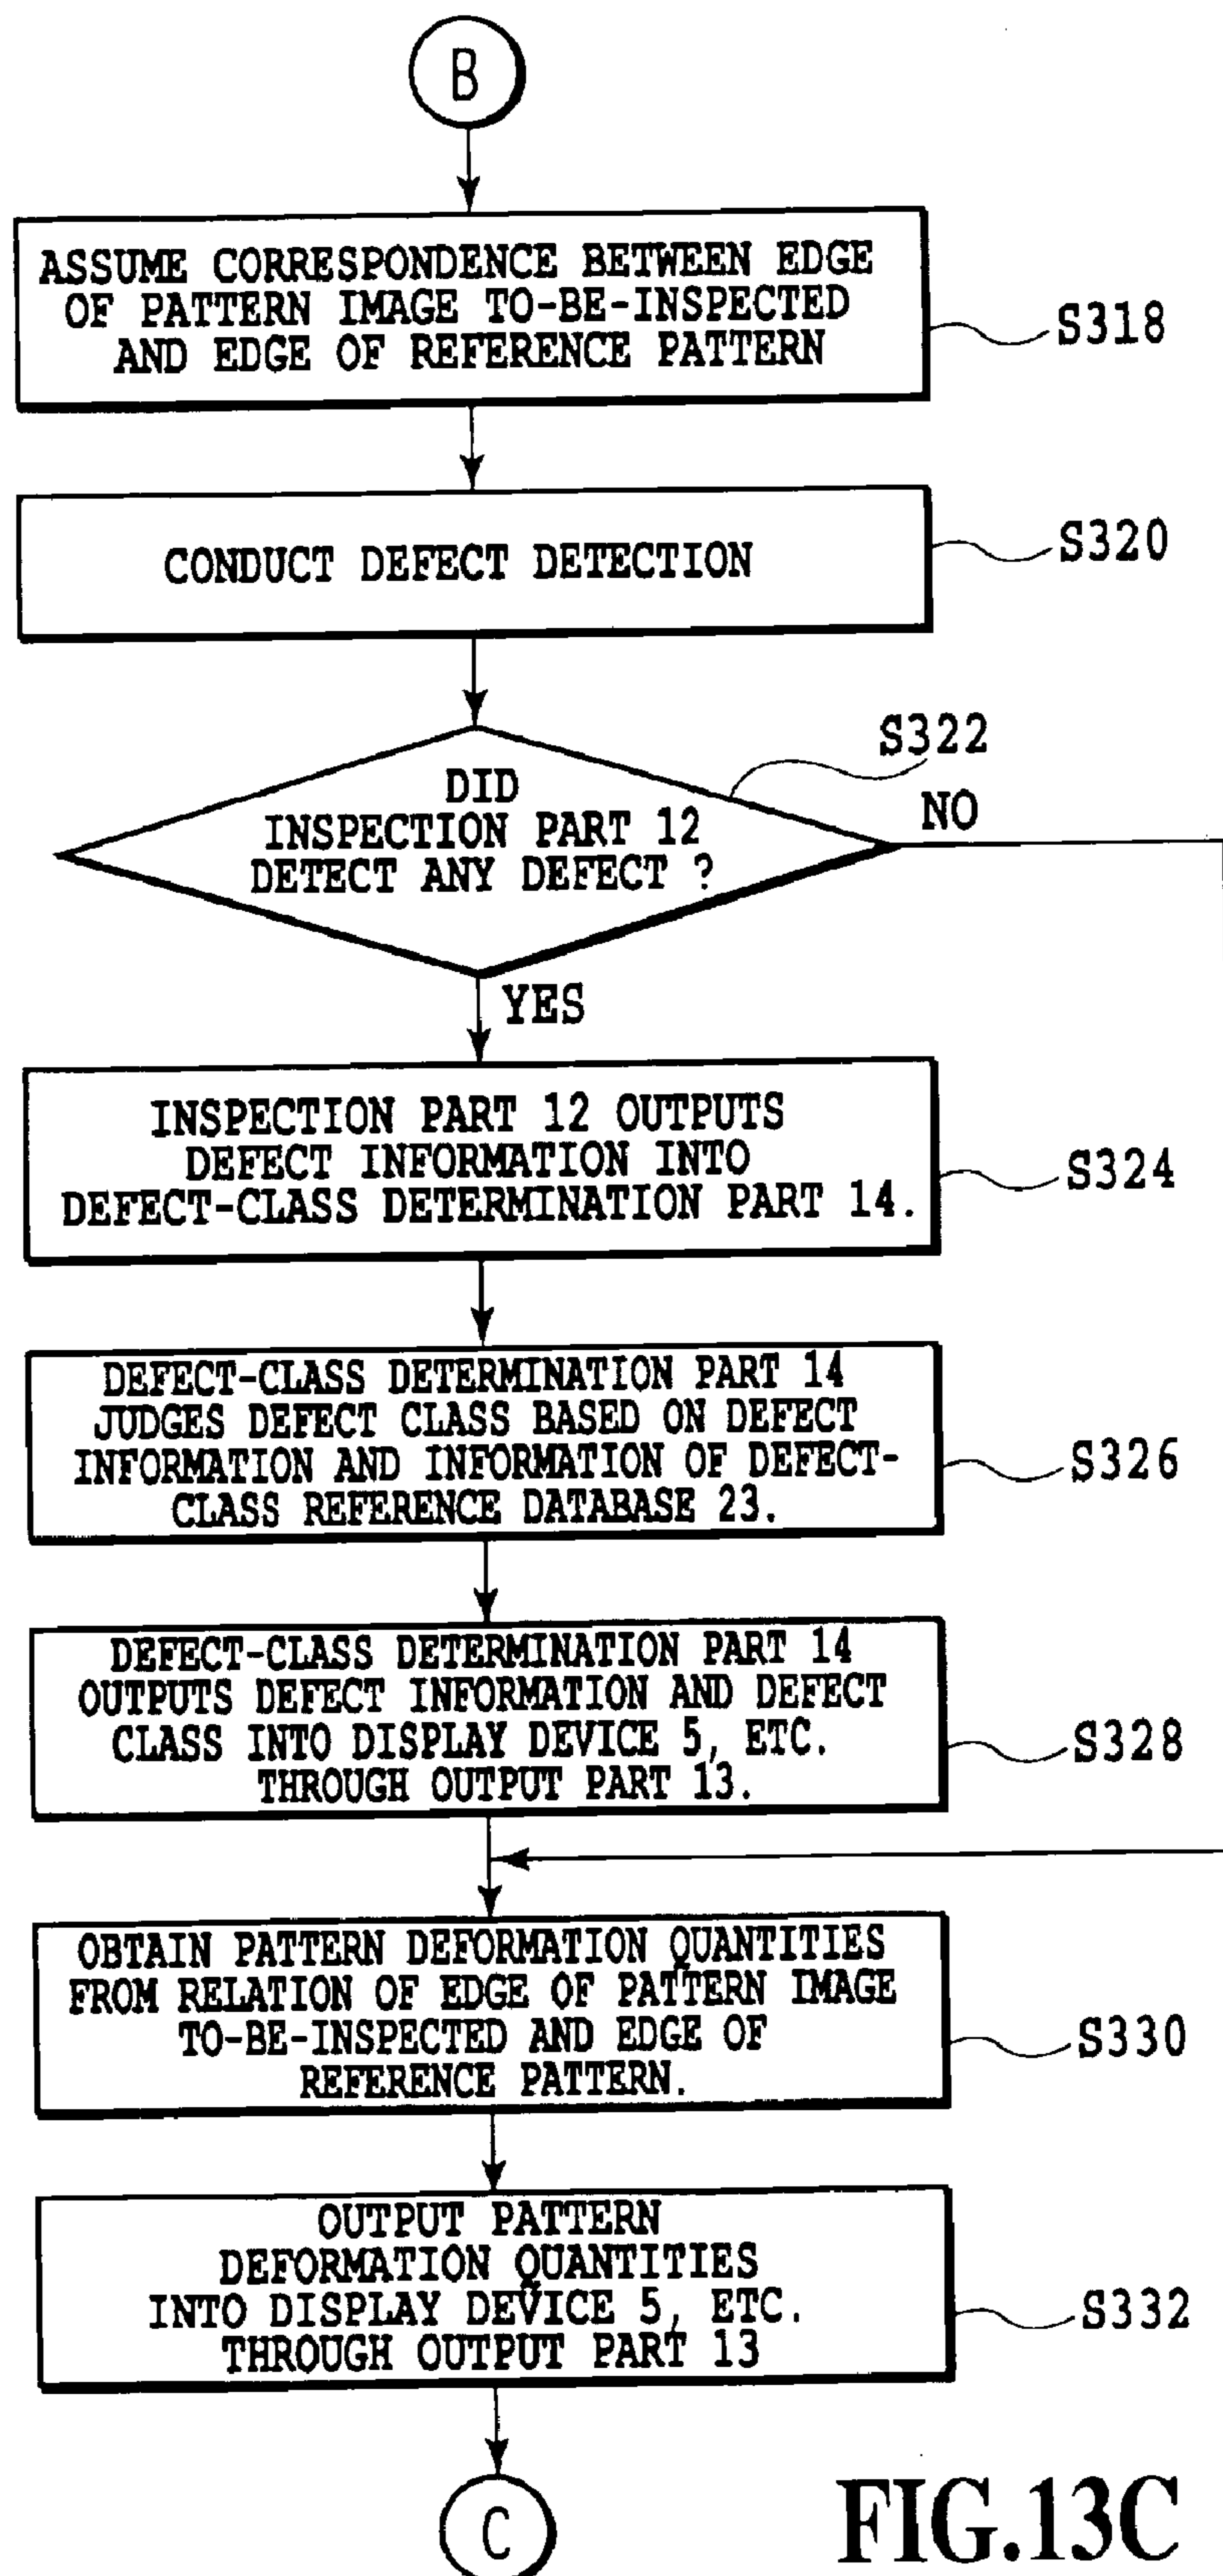 B
ASSUME CORRESPONDENCE BETWEEN EDGE
OF PATTERN IMAGE TO-BE-INSPECTED
AND EDGE OF REFERENCE PATTERN
S318
CONDUCT DEFECT DETECTION
S320
S322
DID
INSPECTION PART 12
DETECT ANY DEFECT ?
NO
YES
INSPECTION PART 12 OUTPUTS
DEFECT INFORMATION INTO
DEFECT-CLASS DETERMINATION PART 14.
S324
DEFECT-CLASS DETERMINATION PART 14
JUDGES DEFECT CLASS BASED ON DEFECT
INFORMATION AND INFORMATION OF DEFECT-
CLASS REFERENCE DATABASE 23.
S326
DEFECT-CLASS DETERMINATION PART 14
OUTPUTS DEFECT INFORMATION AND DEFECT
CLASS INTO DISPLAY DEVICE 5, ETC.
THROUGH OUTPUT PART 13.
S328
OBTAIN PATTERN DEFORMATION QUANTITIES
FROM RELATION OF EDGE OF PATTERN IMAGE
TO-BE-INSPECTED AND EDGE OF
REFERENCE PATTERN.
S330
OUTPUT PATTERN
DEFORMATION QUANTITIES
INTO DISPLAY DEVICE 5, ETC.
THROUGH OUTPUT PART 13
S332
C
FIG.13C